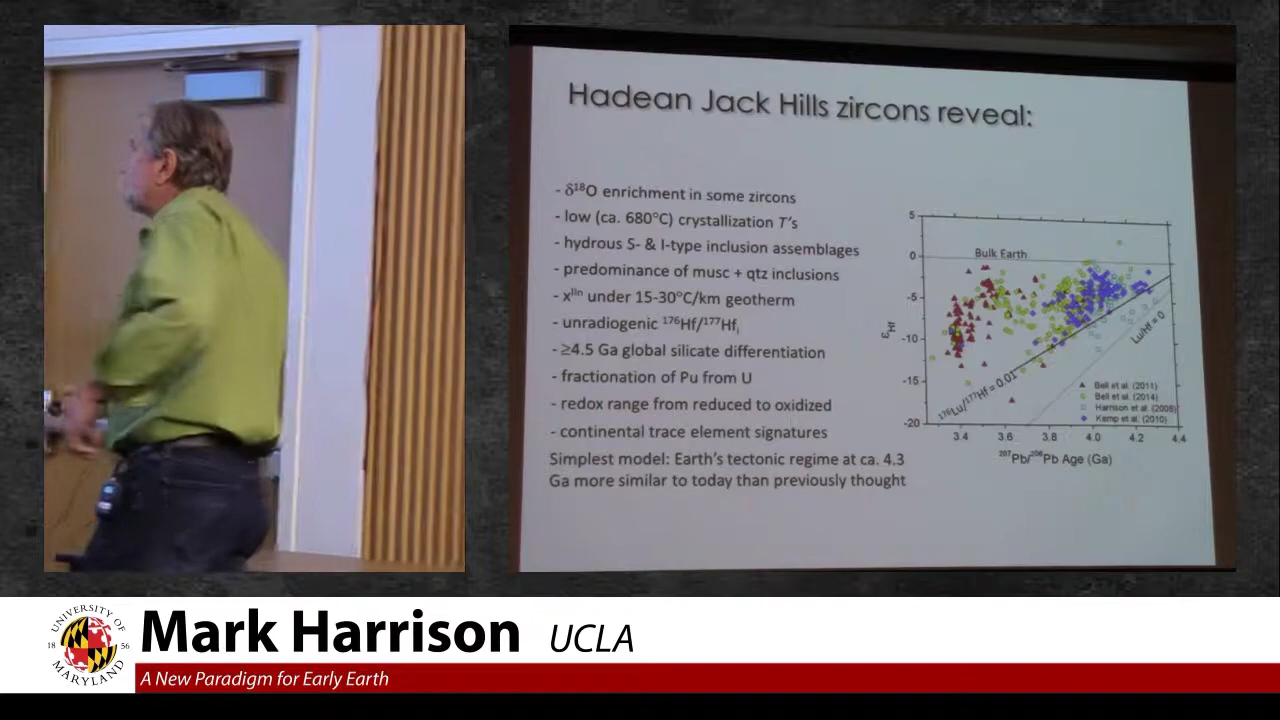 Hadean Jack Hills zircons reveal:
- δ¹⁸O enrichment in some zircons
- low (ca. 680°C) crystallization T's
- hydrous S- & I-type inclusion assemblages
- predominance of musc + qtz inclusions
- xˡˡⁿ under 15-30°C/km geotherm
- unradiogenic ¹⁷⁶Hf/¹⁷⁷Hfᵢ
- ≥4.5 Ga global silicate differentiation
- fractionation of Pu from U
- redox range from reduced to oxidized
- continental trace element signatures
Simplest model: Earth's tectonic regime at ca. 4.3
Ga more similar to today than previously thought
5
0
-5
-10
-15
-20
εHf
Bulk Earth
Lu/Hf = 0
¹⁷⁶Lu/¹⁷⁷Hf = 0.01
Bell et al. (2011)
Bell et al. (2014)
Harrison et al. (2008)
Kemp et al. (2010)
3.4 3.6 3.8 4.0 4.2 4.4
²⁰⁷Pb/²⁰⁶Pb Age (Ga)
UNIVERSITY OF
18 56
MARYLAND
Mark Harrison UCLA
A New Paradigm for Early Earth